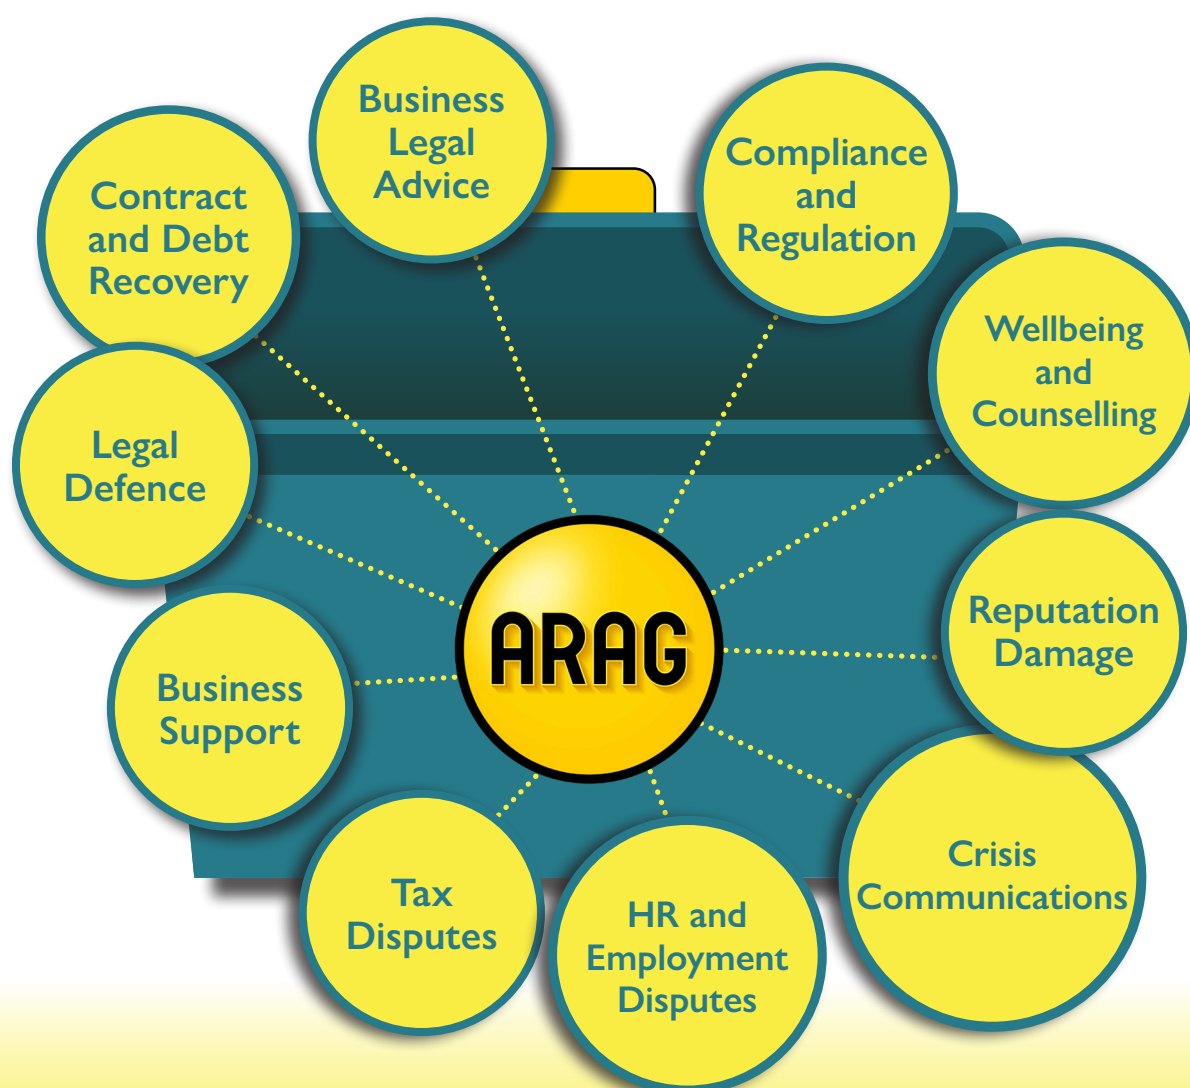 Business
Legal
Advice
Compliance
and
Regulation
Contract
and Debt
Recovery
Wellbeing
and
Counselling
Legal
Defence
ARAG
Reputation
Damage
Business
Support
Crisis
Communications
Tax
Disputes
HR and
Employment
Disputes